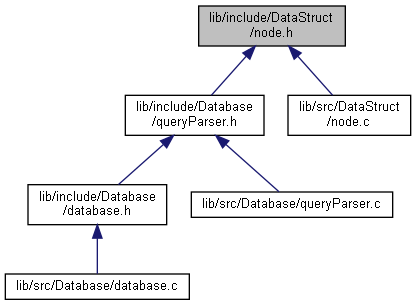 lib/include/DataStruct
/node.h
lib/include/Database
/queryParser.h
lib/src/DataStruct
/node.c
lib/include/Database
/database.h
lib/src/Database/queryParser.c
lib/src/Database/database.c